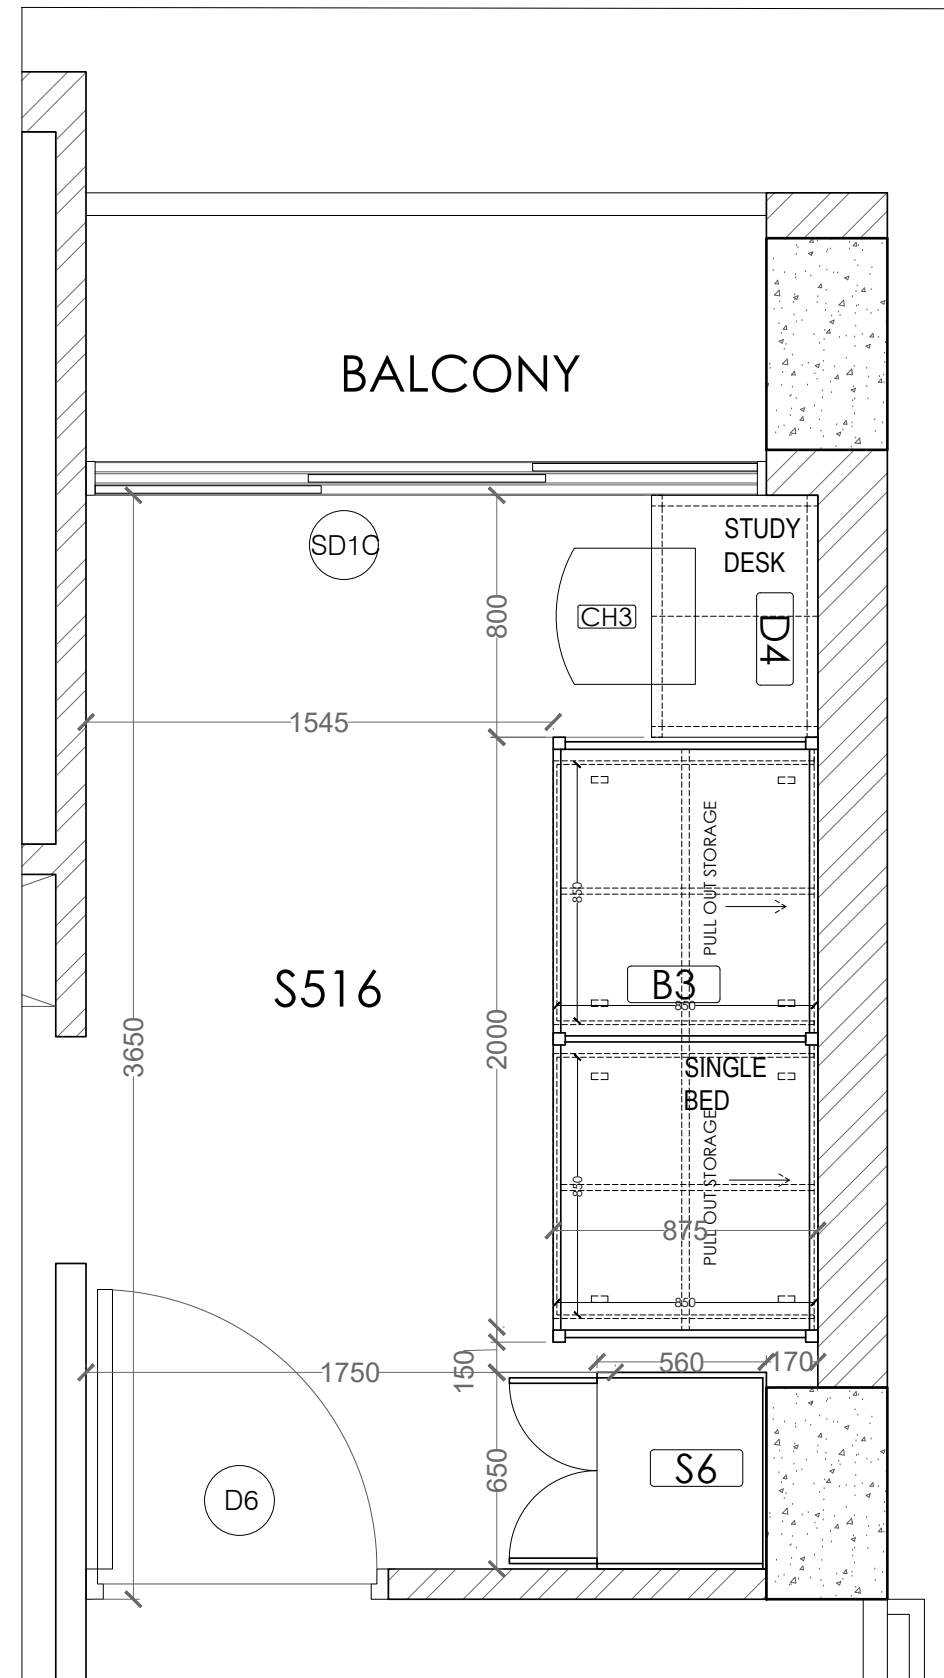 BALCONY
SD1C
STUDY
DESK
800
CH3
D4
1545
850
PULL OUT STORAGE
S516
B3
850
3650
2000
SINGLE
BED
850
PULL OUT STORAGE
875
850
150
1750
560
170
650
S6
D6